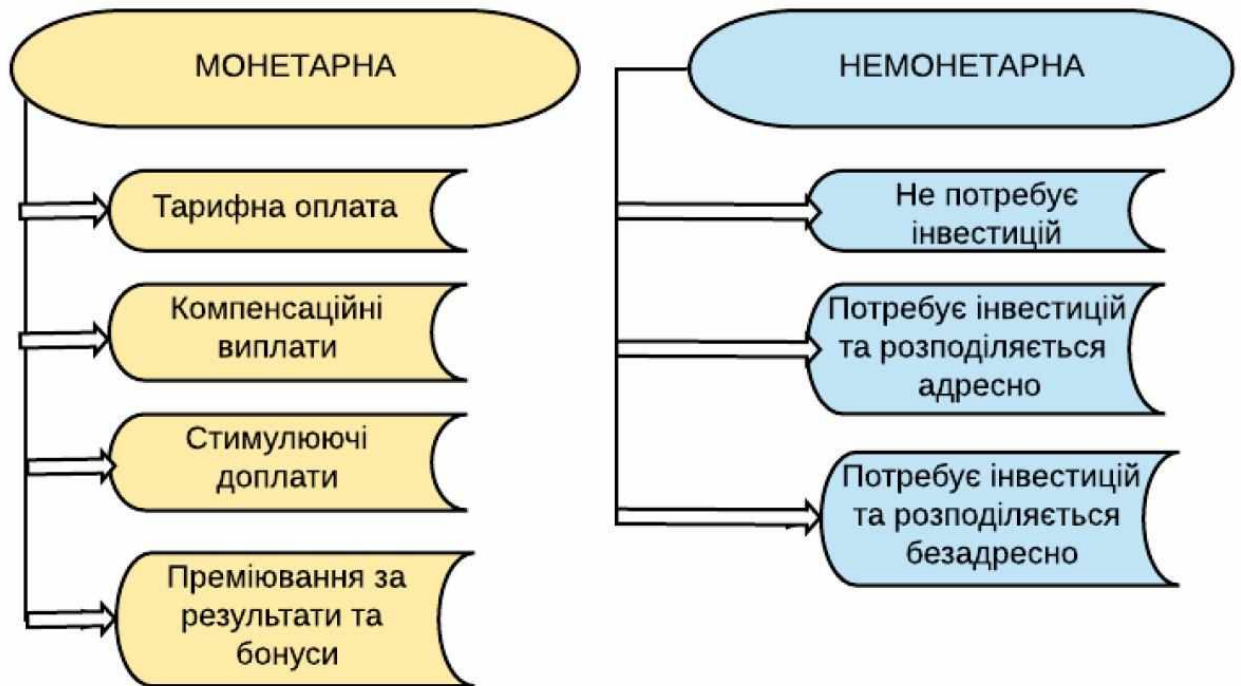 МОНЕТАРНА
Тарифна оплата
Компенсаційні
виплати
Стимулюючі
доплати
Преміювання за
результати та
бонуси
НЕМОНЕТАРНА
Не потребує
інвестицій
Потребує інвестицій
та розподіляється
адресно
Потребує інвестицій
та розподіляється
безадресно